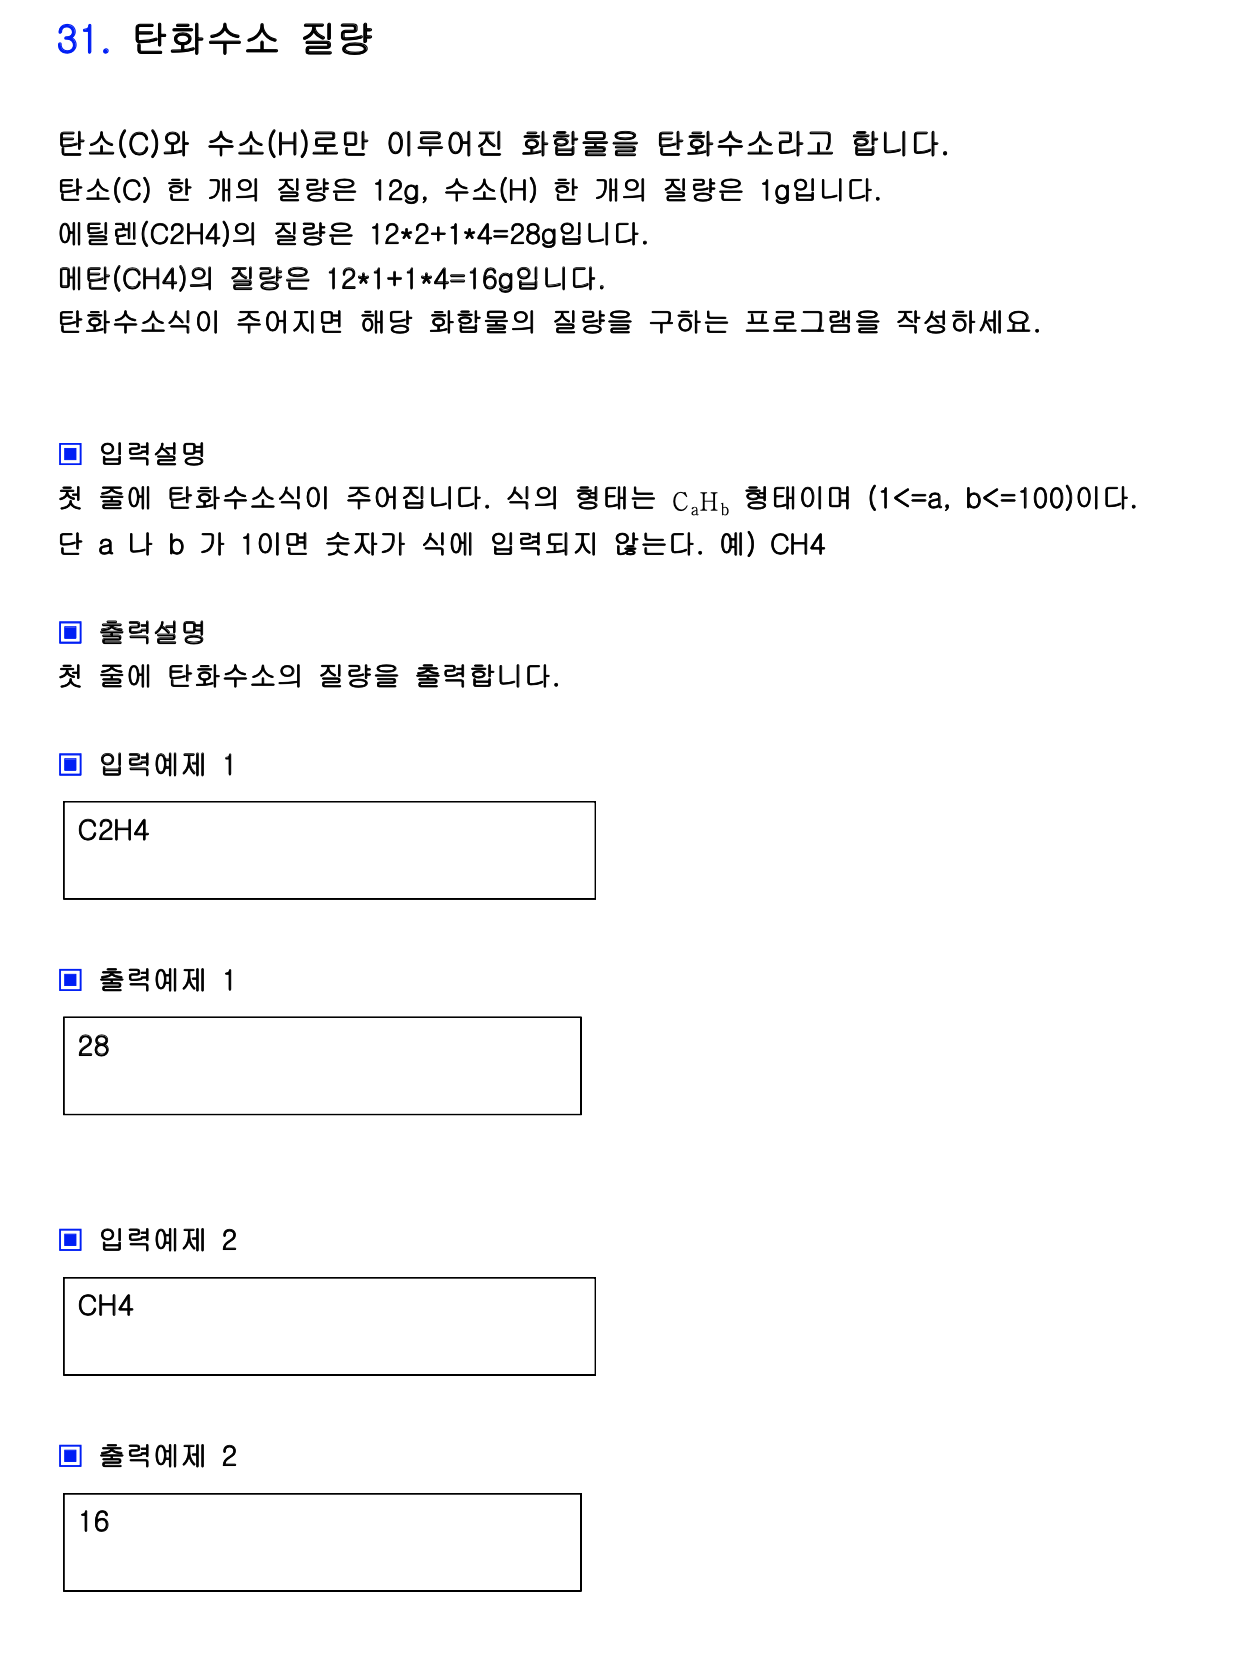 31. 탄화수소 질량
탄소(C)와 수소(H)로만 이루어진 화합물을 탄화수소라고 합니다.
탄소(C) 한 개의 질량은 12g, 수소(H) 한 개의 질량은 1g입니다.
에틸렌(C2H4)의 질량은 12*2+1*4=28g입니다.
메탄(CH4)의 질량은 12*1+1*4=16g입니다.
탄화수소식이 주어지면 해당 화합물의 질량을 구하는 프로그램을 작성하세요.
▣ 입력설명
첫 줄에 탄화수소식이 주어집니다. 식의 형태는 CaHb 형태이며 (1<=a, b<=100)이다.
단 a 나 b 가 1이면 숫자가 식에 입력되지 않는다. 예) CH4
▣ 출력설명
첫 줄에 탄화수소의 질량을 출력합니다.
▣ 입력예제 1
C2H4
▣ 출력예제 1
28
▣ 입력예제 2
CH4
▣ 출력예제 2
16